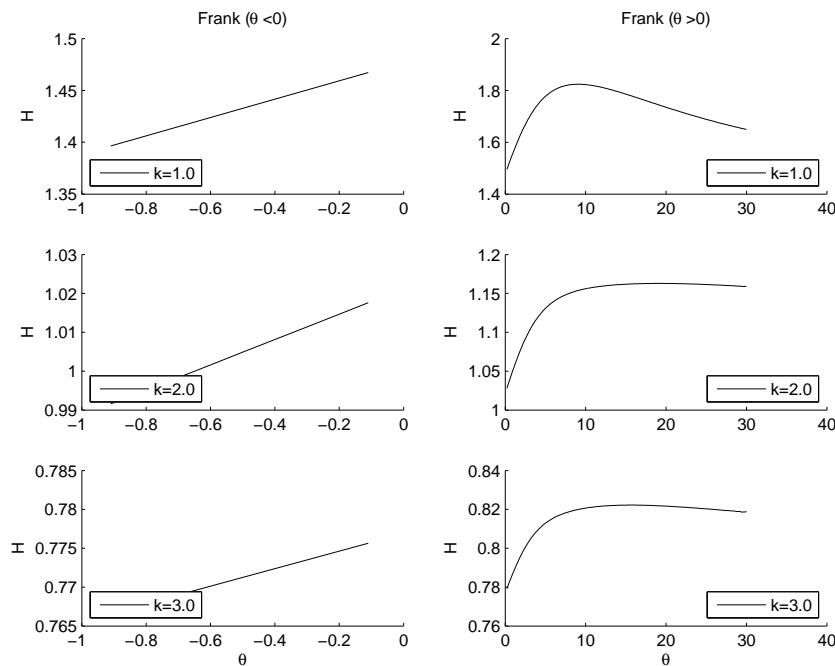 Frank (θ <0)
1.5
1.45
1.4
1.35
H
k=1.0
−1 −0.8 −0.6 −0.4 −0.2 0
Frank (θ >0)
2
1.8
1.6
1.4
H
k=1.0
0 10 20 30 40
1.03
1.02
1.01
1
0.99
H
k=2.0
−1 −0.8 −0.6 −0.4 −0.2 0
1.2
1.15
1.1
1.05
1
H
k=2.0
0 10 20 30 40
0.785
0.78
0.775
0.77
0.765
H
k=3.0
−1 −0.8 −0.6 −0.4 −0.2 0
θ
0.84
0.82
0.8
0.78
0.76
H
k=3.0
0 10 20 30 40
θ